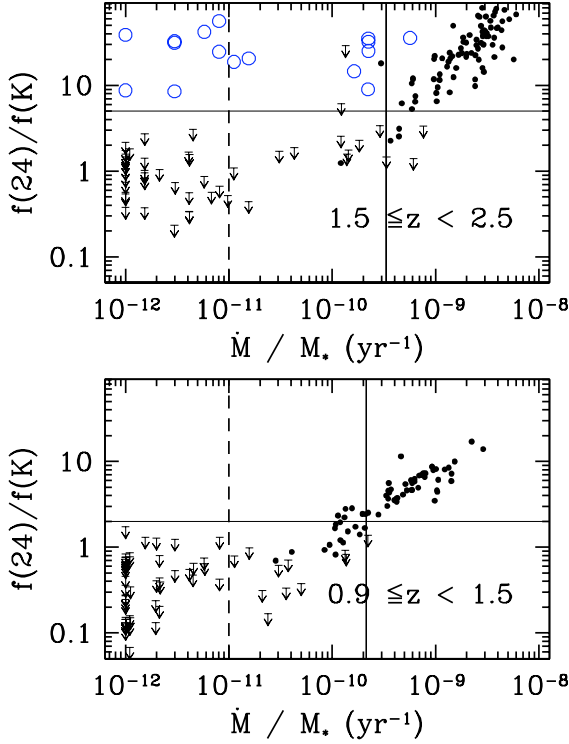 f(24)/f(K)
10
1
0.1
1.5 ≦z < 2.5
10⁻¹² 10⁻¹¹ 10⁻¹⁰ 10⁻⁹ 10⁻⁸
Ṁ / M* (yr⁻¹)
f(24)/f(K)
10
1
0.1
0.9 ≦z < 1.5
10⁻¹² 10⁻¹¹ 10⁻¹⁰ 10⁻⁹ 10⁻⁸
Ṁ / M* (yr⁻¹)